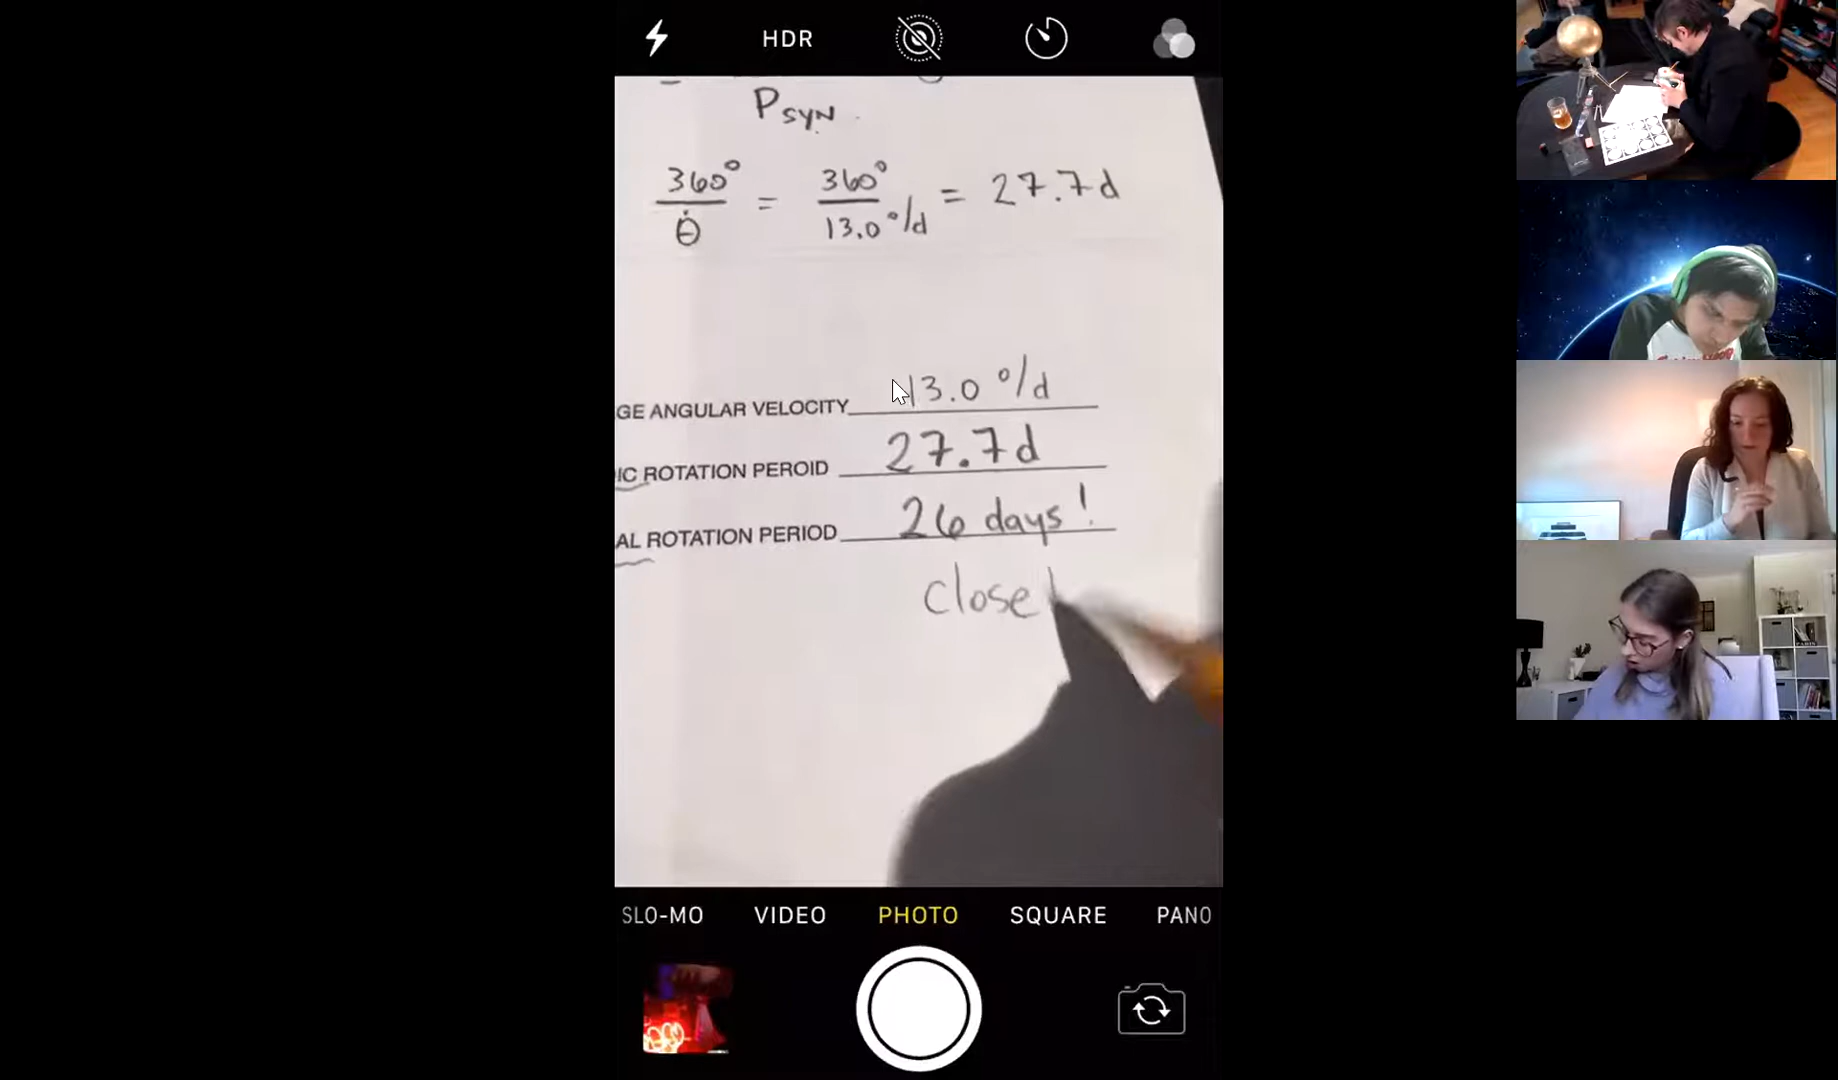 HDR
PSYN
360° / θ̇ = 360° / 13.0 °/d = 27.7d
GE ANGULAR VELOCITY 13.0 °/d
IC ROTATION PEROID 27.7d
AL ROTATION PERIOD 26 days!
close!
SLO-MO VIDEO PHOTO SQUARE PANO